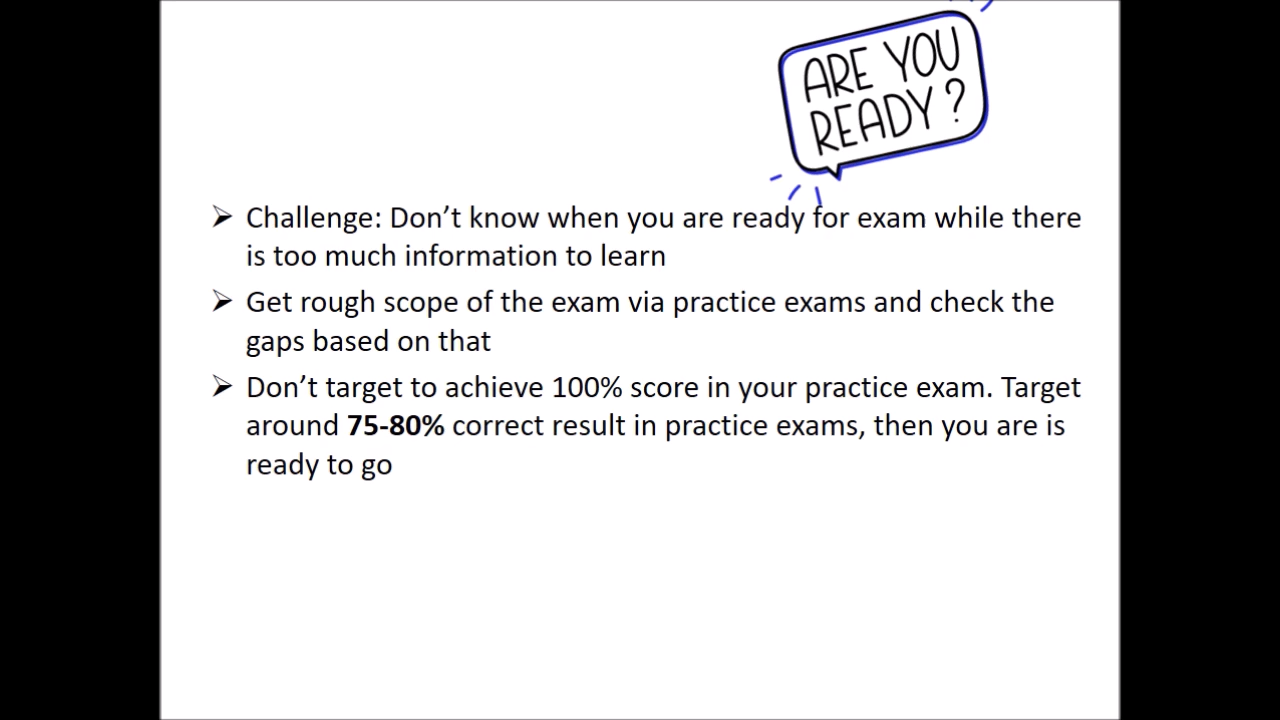 ARE YOU
READY?
➢ Challenge: Don’t know when you are ready for exam while there
is too much information to learn
➢ Get rough scope of the exam via practice exams and check the
gaps based on that
➢ Don’t target to achieve 100% score in your practice exam. Target
around 75-80% correct result in practice exams, then you are is
ready to go